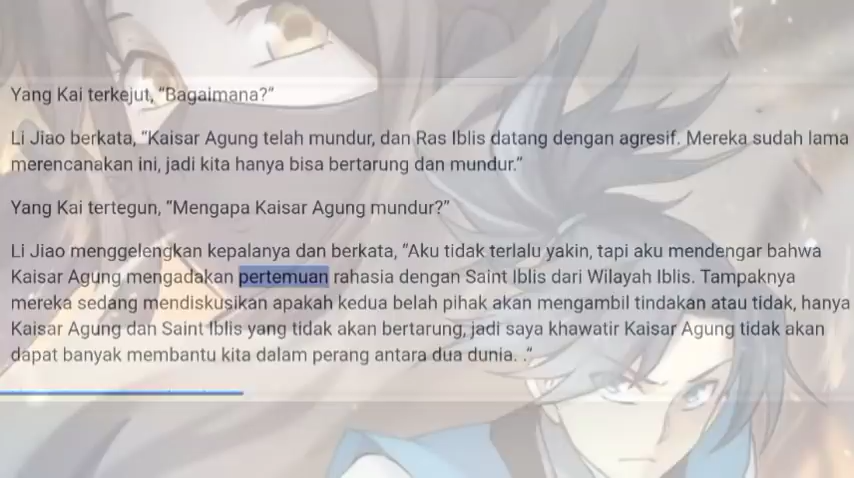 Yang Kai terkejut, “Bagaimana?”
Li Jiao berkata, “Kaisar Agung telah mundur, dan Ras Iblis datang dengan agresif. Mereka sudah lama
merencanakan ini, jadi kita hanya bisa bertarung dan mundur.”
Yang Kai tertegun, “Mengapa Kaisar Agung mundur?”
Li Jiao menggelengkan kepalanya dan berkata, “Aku tidak terlalu yakin, tapi aku mendengar bahwa
Kaisar Agung mengadakan pertemuan rahasia dengan Saint Iblis dari Wilayah Iblis. Tampaknya
mereka sedang mendiskusikan apakah kedua belah pihak akan mengambil tindakan atau tidak, hanya
Kaisar Agung dan Saint Iblis yang tidak akan bertarung, jadi saya khawatir Kaisar Agung tidak akan
dapat banyak membantu kita dalam perang antara dua dunia. .“